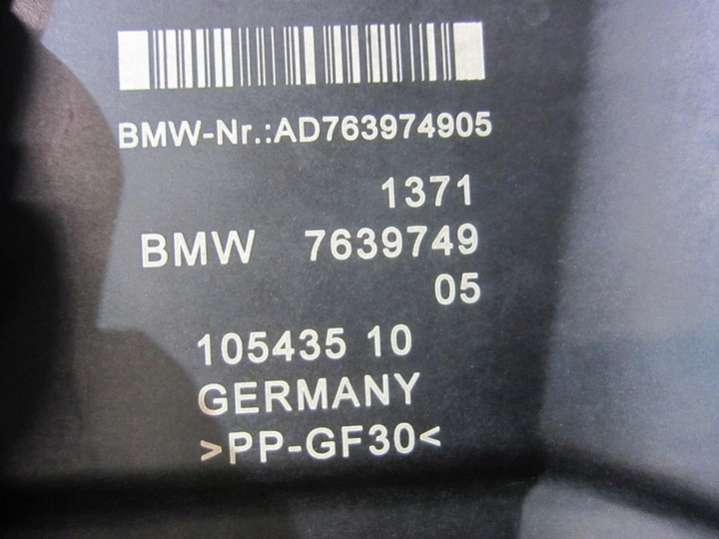 BMW-Nr.:AD763974905
1371
BMW 7639749
05
105435 10
GERMANY
>PP-GF30<